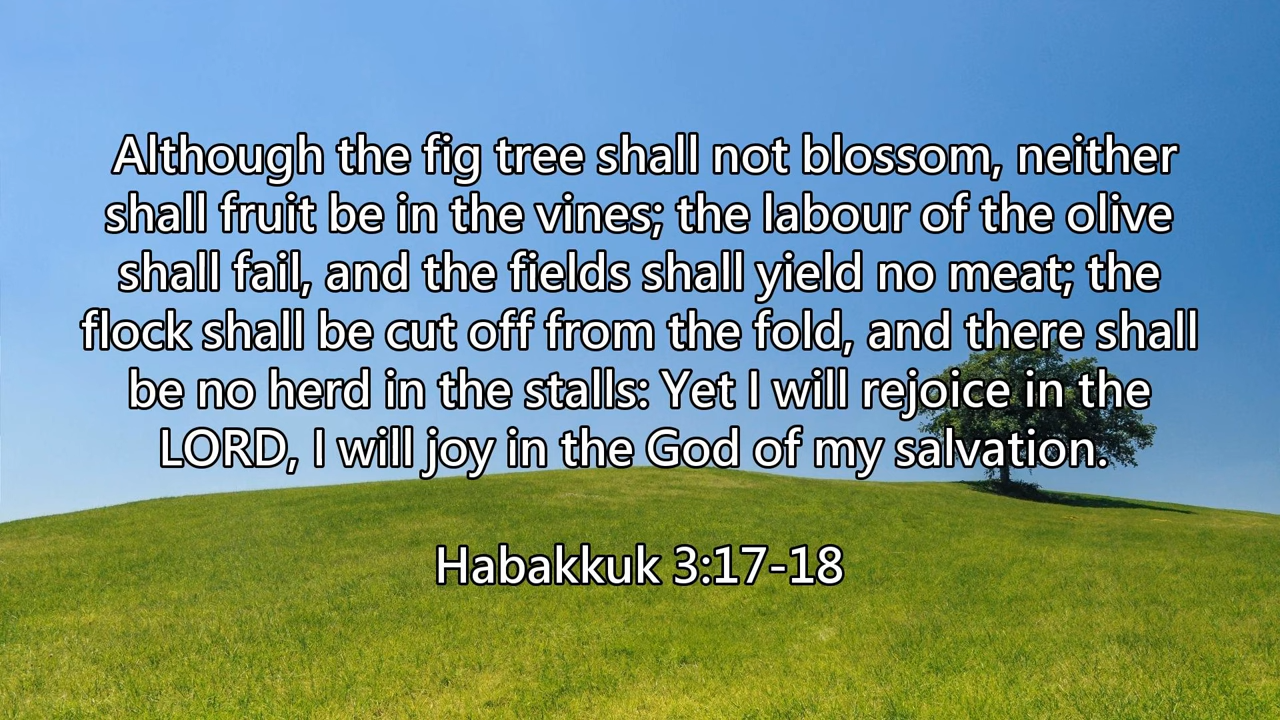 Although the fig tree shall not blossom, neither
shall fruit be in the vines; the labour of the olive
shall fail, and the fields shall yield no meat; the
flock shall be cut off from the fold, and there shall
be no herd in the stalls: Yet I will rejoice in the
LORD, I will joy in the God of my salvation.
Habakkuk 3:17-18